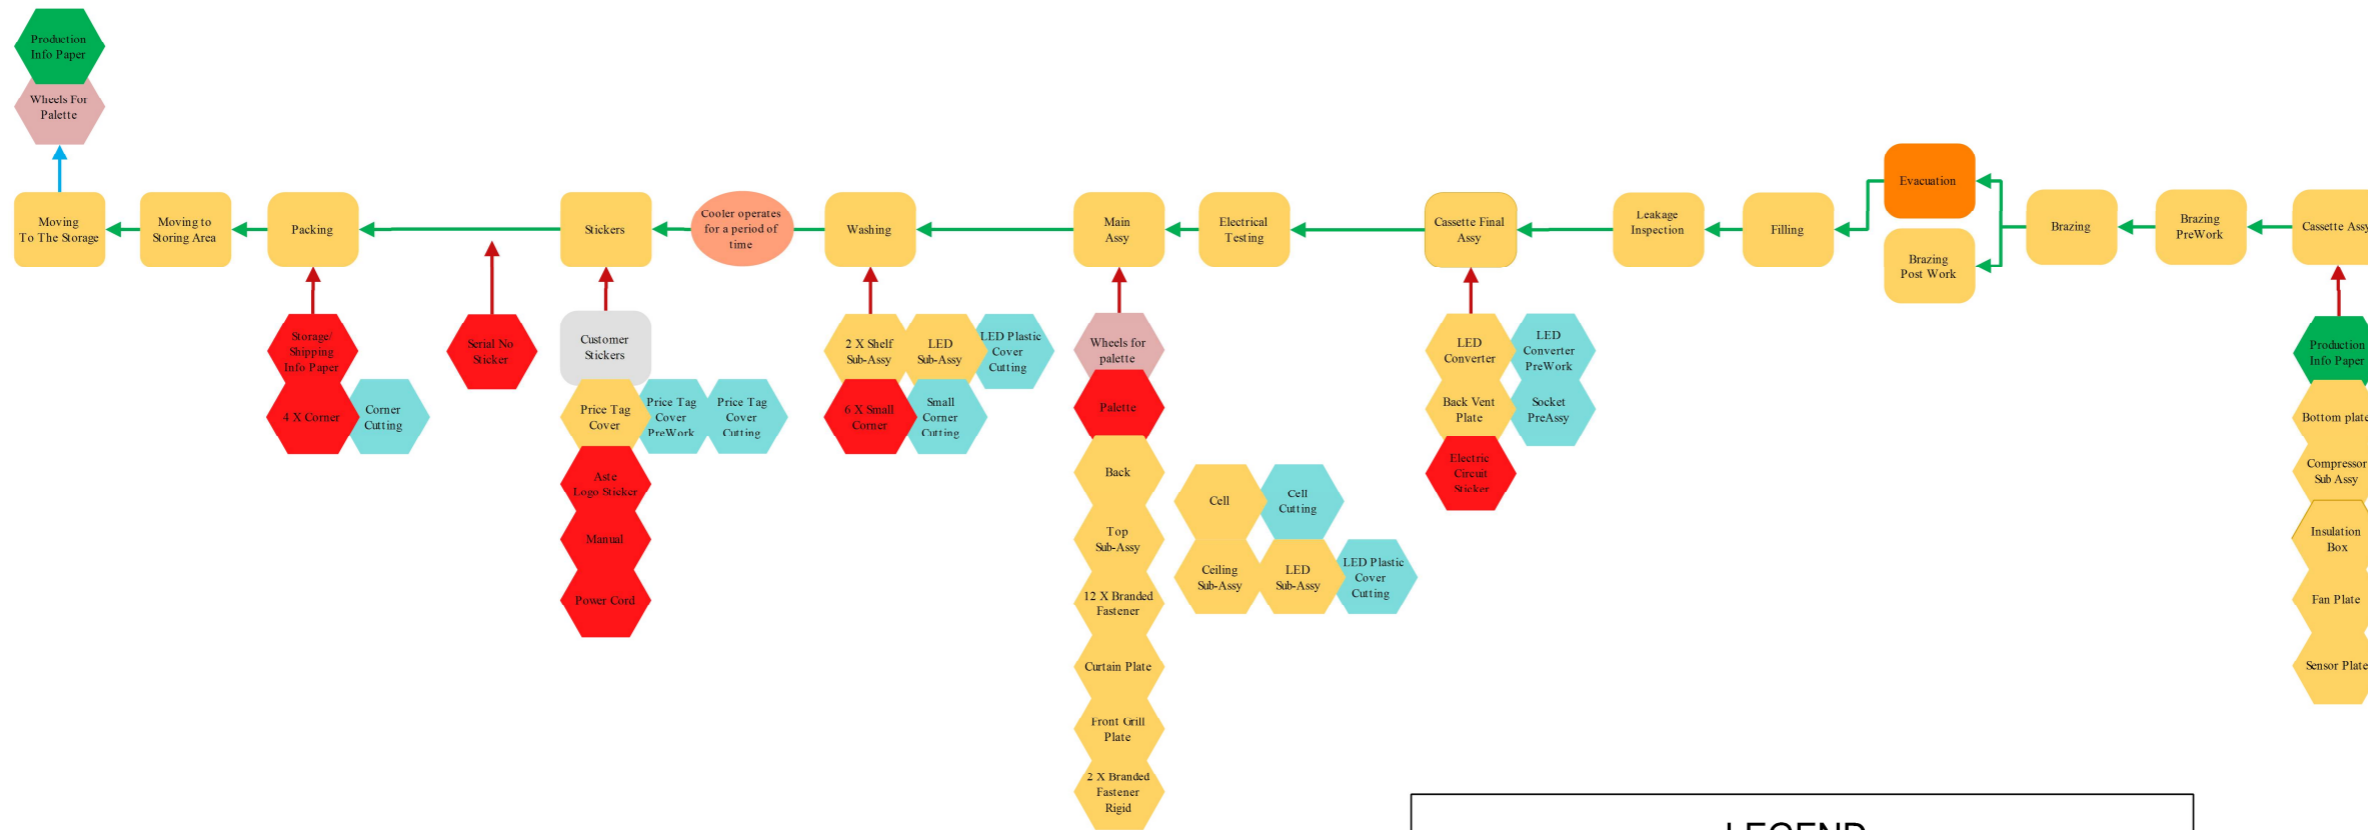 Production
Info Paper
Wheels For
Palette
Moving
To The Storage
Moving to
Storing Area
Packing
Stickers
Cooler operates
for a period of
time
Washing
Main
Assy
Electrical
Testing
Cassette Final
Assy
Leakage
Inspection
Filling
Evacuation
Brazing
Post Work
Brazing
Brazing
PreWork
Cassette Assy
Storage/
Shipping
Info Paper
4 X Corner
Corner
Cutting
Serial No
Sticker
Customer
Stickers
Price Tag
Cover
Price Tag
Cover
PreWork
Price Tag
Cover
Cutting
Aste
Logo Sticker
Manual
Power Cord
2 X Shelf
Sub-Assy
LED
Sub-Assy
LED Plastic
Cover
Cutting
6 X Small
Corner
Small
Corner
Cutting
Wheels for
palette
Palette
Back
Top
Sub-Assy
12 X Branded
Fastener
Curtain Plate
Front Grill
Plate
2 X Branded
Fastener
Rigid
Cell
Cell
Cutting
Ceiling
Sub-Assy
LED
Sub-Assy
LED Plastic
Cover
Cutting
LED
Converter
LED
Converter
PreWork
Back Vent
Plate
Socket
PreAssy
Electric
Circuit
Sticker
Production
Info Paper
Bottom plate
Compressor
Sub Assy
Insulation
Box
Fan Plate
Sensor Plate
LEGEND